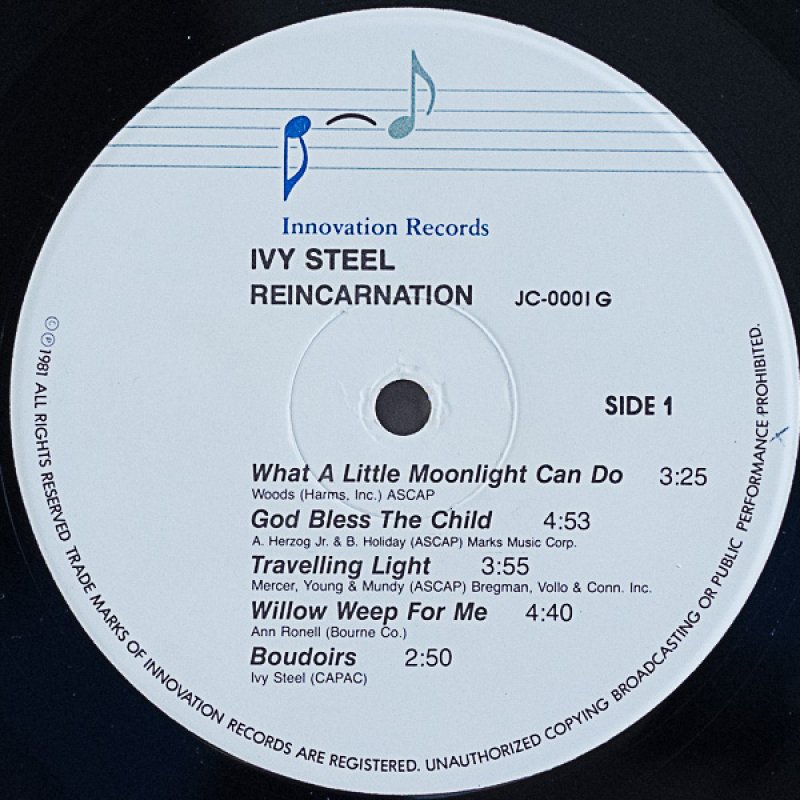 Innovation Records
IVY STEEL
REINCARNATION JC-0001 G
SIDE 1
What A Little Moonlight Can Do 3:25
Woods (Harms, Inc.) ASCAP
God Bless The Child 4:53
A. Herzog Jr. & B. Holiday (ASCAP) Marks Music Corp.
Travelling Light 3:55
Mercer, Young & Mundy (ASCAP) Bregman, Vollo & Conn. Inc.
Willow Weep For Me 4:40
Ann Ronell (Bourne Co.)
Boudoirs 2:50
Ivy Steel (CAPAC)
© ℗ 1981 ALL RIGHTS RESERVED TRADE MARKS OF INNOVATION RECORDS ARE REGISTERED. UNAUTHORIZED COPYING BROADCASTING OR PUBLIC PERFORMANCE PROHIBITED.